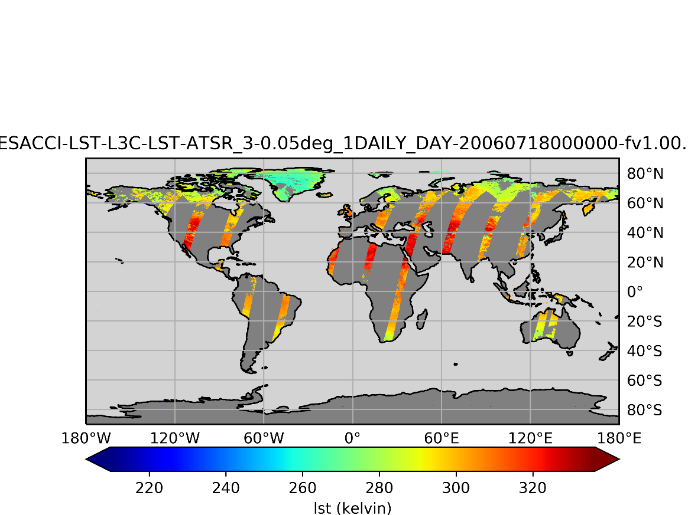 ESACCI-LST-L3C-LST-ATSR_3-0.05deg_1DAILY_DAY-20060718000000-fv1.00.
80°N
60°N
40°N
20°N
0°
20°S
40°S
60°S
80°S
180°W 120°W 60°W 0° 60°E 120°E 180°E
220 240 260 280 300 320
lst (kelvin)